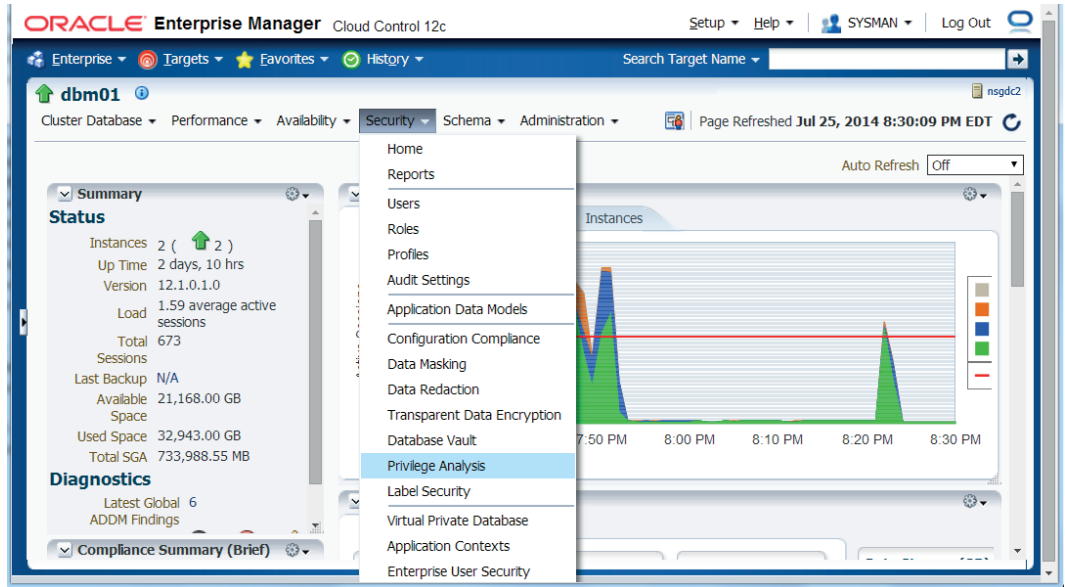 ORACLE Enterprise Manager Cloud Control 12c
Setup Help SYSMAN Log Out
Enterprise Targets Favorites History Search Target Name
dbm01 nsgdc2
Cluster Database Performance Availability Security Schema Administration Page Refreshed Jul 25, 2014 8:30:09 PM EDT
Auto Refresh Off
Home
Reports
Users
Roles
Profiles
Audit Settings
Application Data Models
Configuration Compliance
Data Masking
Data Redaction
Transparent Data Encryption
Database Vault
Privilege Analysis
Label Security
Virtual Private Database
Application Contexts
Enterprise User Security
Summary
Status
Instances 2 ( 2 )
Up Time 2 days, 10 hrs
Version 12.1.0.1.0
Load 1.59 average active
sessions
Total 673
Sessions
Last Backup N/A
Available 21,168.00 GB
Space
Used Space 32,943.00 GB
Total SGA 733,988.55 MB
Diagnostics
Latest Global 6
ADDM Findings
Compliance Summary (Brief)
Instances
7:50 PM 8:00 PM 8:10 PM 8:20 PM 8:30 PM